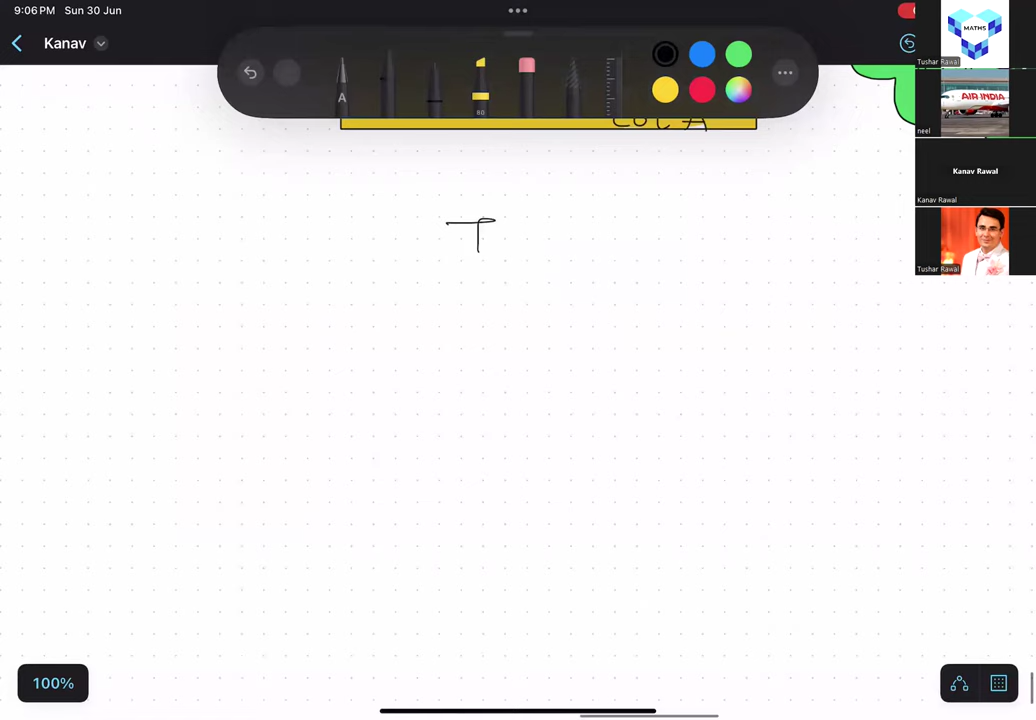 9:06 PM Sun 30 Jun
Kanav
MATHS
Tushar Rawal
A
80
AIR INDIA
neel
cot A
Kanav Rawal
Kanav Rawal
T
Tushar Rawal
100%